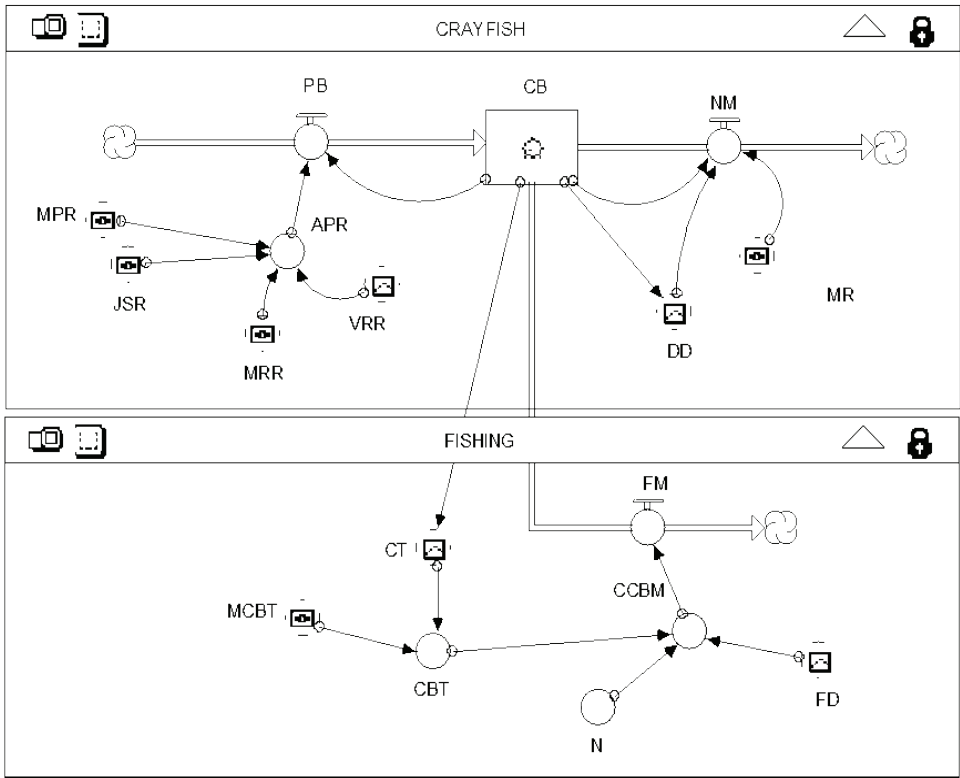 CRAYFISH
PB
CB
NM
MPR
APR
JSR
VRR
MR
MRR
DD
FISHING
FM
CT
CCBM
MCBT
CBT
FD
N